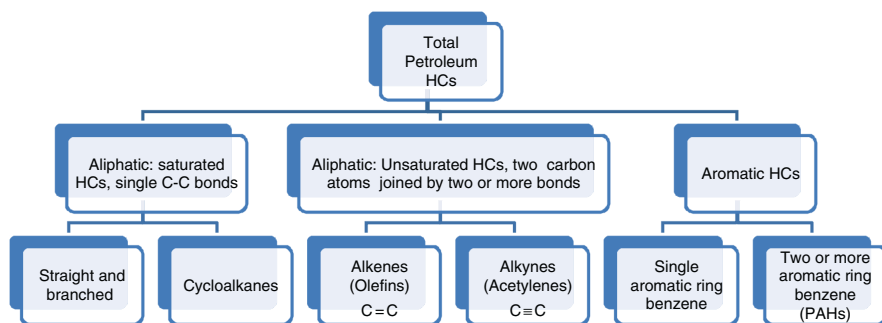 Total
Petroleum
HCs
Aliphatic: saturated
HCs, single C-C bonds
Aliphatic: Unsaturated HCs, two carbon
atoms joined by two or more bonds
Aromatic HCs
Straight and
branched
Cycloalkanes
Alkenes
(Olefins)
C=C
Alkynes
(Acetylenes)
C≡C
Single
aromatic ring
benzene
Two or more
aromatic ring
benzene
(PAHs)